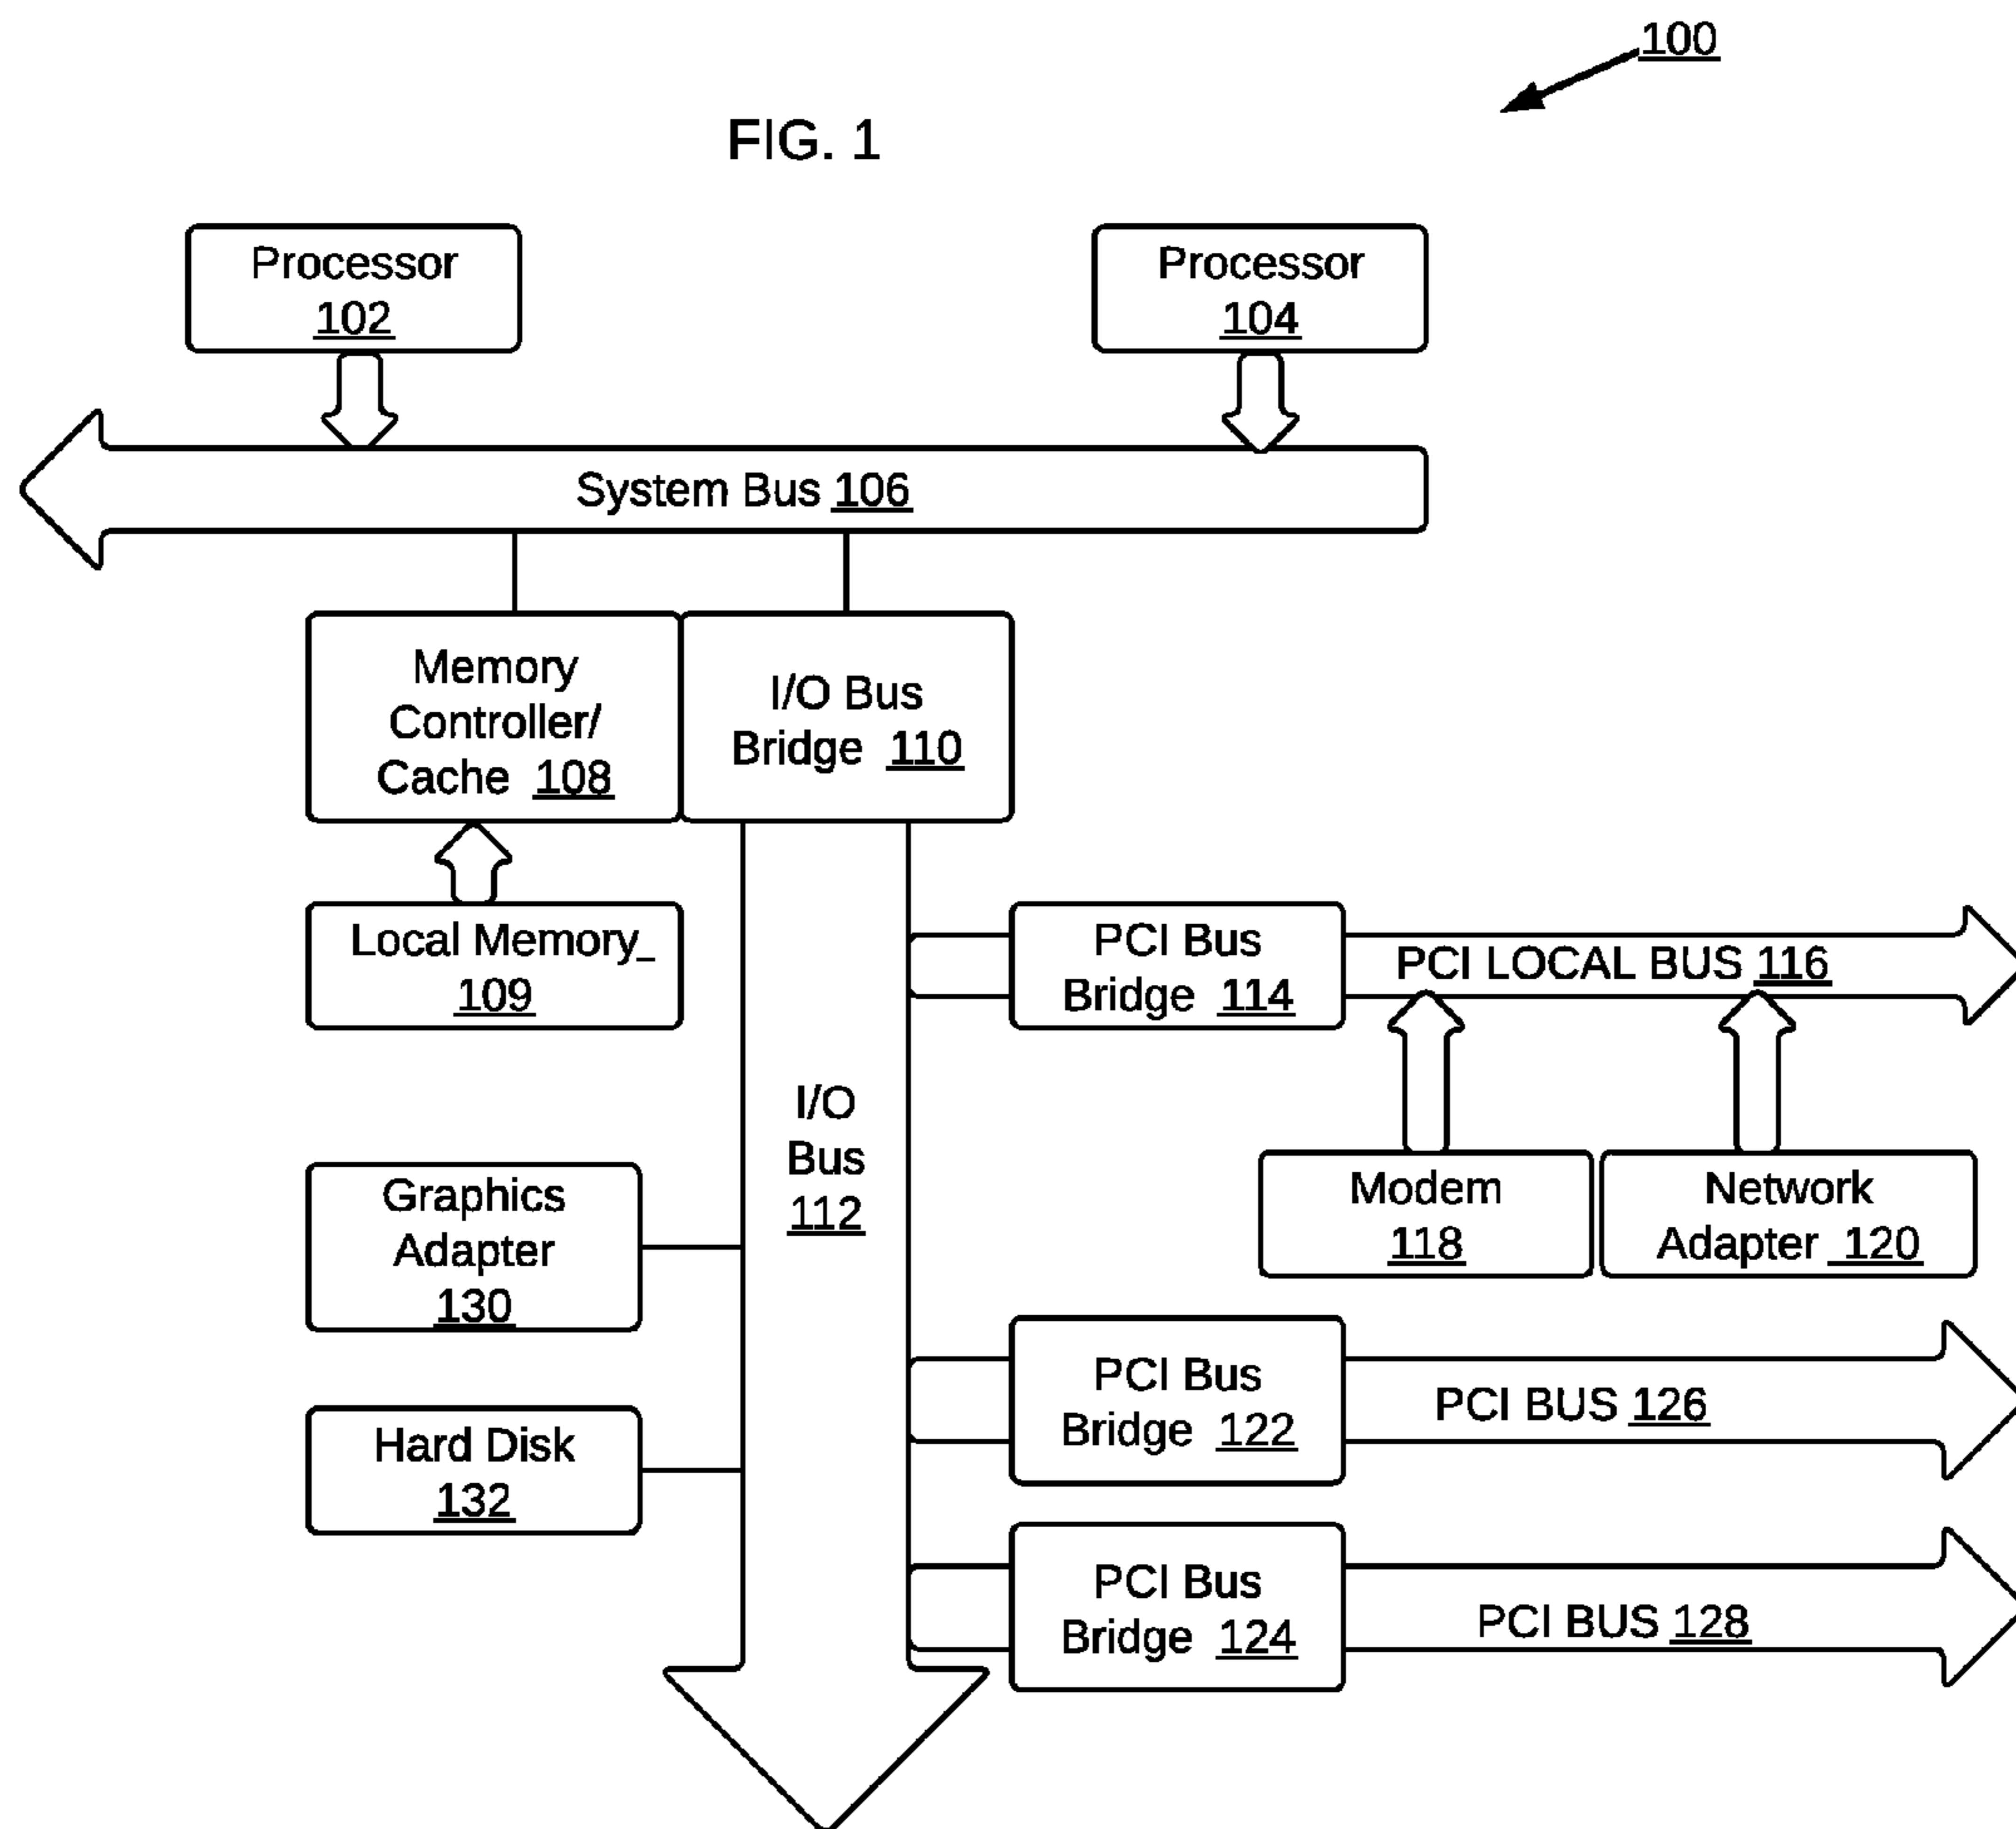 100
FIG. 1
Processor
102
Processor
104
System Bus 106
Memory
Controller/
Cache 108
I/O Bus
Bridge 110
Local Memory_
109
PCI Bus
Bridge 114
PCI LOCAL BUS 116
I/O
Bus
112
Modem
118
Network
Adapter 120
Graphics
Adapter
130
PCI Bus
Bridge 122
PCI BUS 126
Hard Disk
132
PCI Bus
Bridge 124
PCI BUS 128